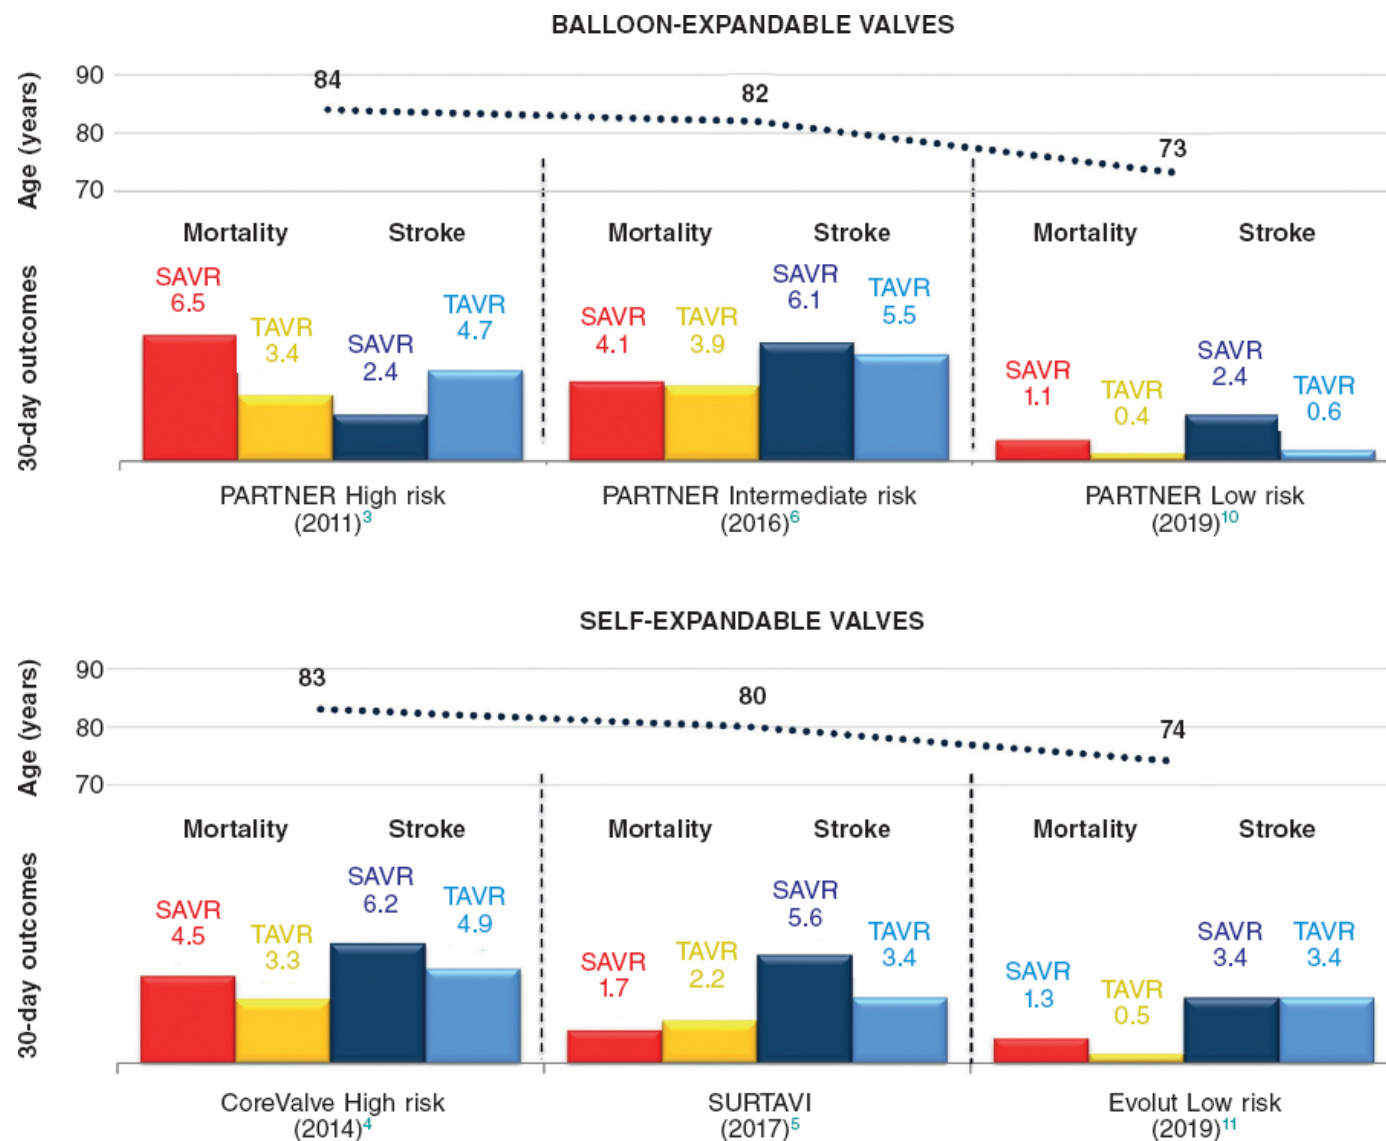 BALLOON-EXPANDABLE VALVES
Age (years)
90
80
70
84
82
73
30-day outcomes
Mortality Stroke
SAVR
6.5
TAVR
3.4
SAVR
2.4
TAVR
4.7
PARTNER High risk
(2011)3
Mortality Stroke
SAVR
4.1
TAVR
3.9
SAVR
6.1
TAVR
5.5
PARTNER Intermediate risk
(2016)6
Mortality Stroke
SAVR
1.1
TAVR
0.4
SAVR
2.4
TAVR
0.6
PARTNER Low risk
(2019)10
SELF-EXPANDABLE VALVES
Age (years)
90
80
70
83
80
74
30-day outcomes
Mortality Stroke
SAVR
4.5
TAVR
3.3
SAVR
6.2
TAVR
4.9
CoreValve High risk
(2014)4
Mortality Stroke
SAVR
1.7
TAVR
2.2
SAVR
5.6
TAVR
3.4
SURTAVI
(2017)5
Mortality Stroke
SAVR
1.3
TAVR
0.5
SAVR
3.4
TAVR
3.4
Evolut Low risk
(2019)11